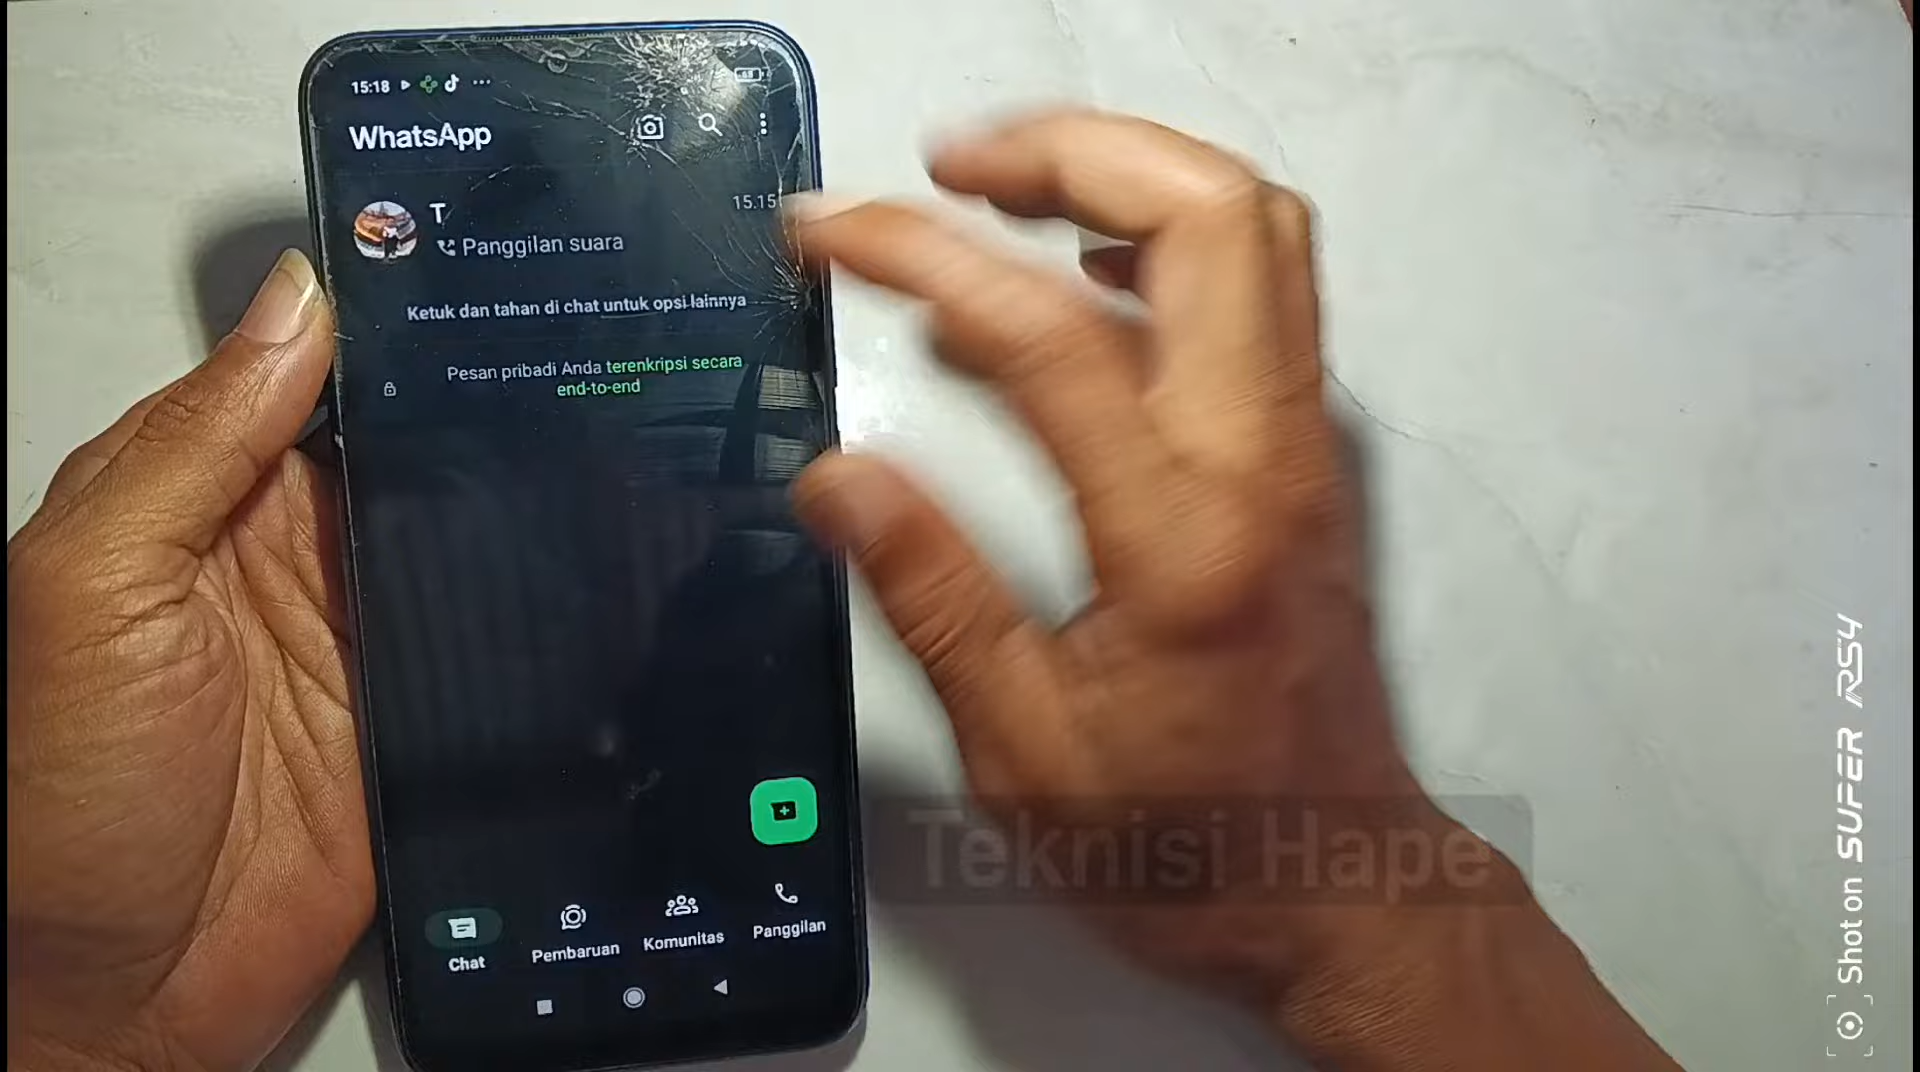 15:18
68
WhatsApp
T
15.15
Panggilan suara
Ketuk dan tahan di chat untuk opsi lainnya
Pesan pribadi Anda terenkripsi secara
end-to-end
Teknisi Hape
Chat
Pembaruan
Komunitas
Panggilan
Shot on SUPER RS4